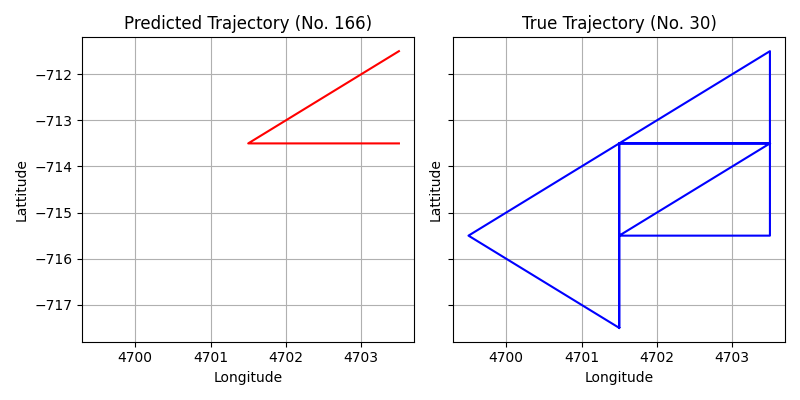 Predicted Trajectory (No. 166)
Lattitude
−712
−713
−714
−715
−716
−717
4700 4701 4702 4703
Longitude
True Trajectory (No. 30)
Lattitude
4700 4701 4702 4703
Longitude